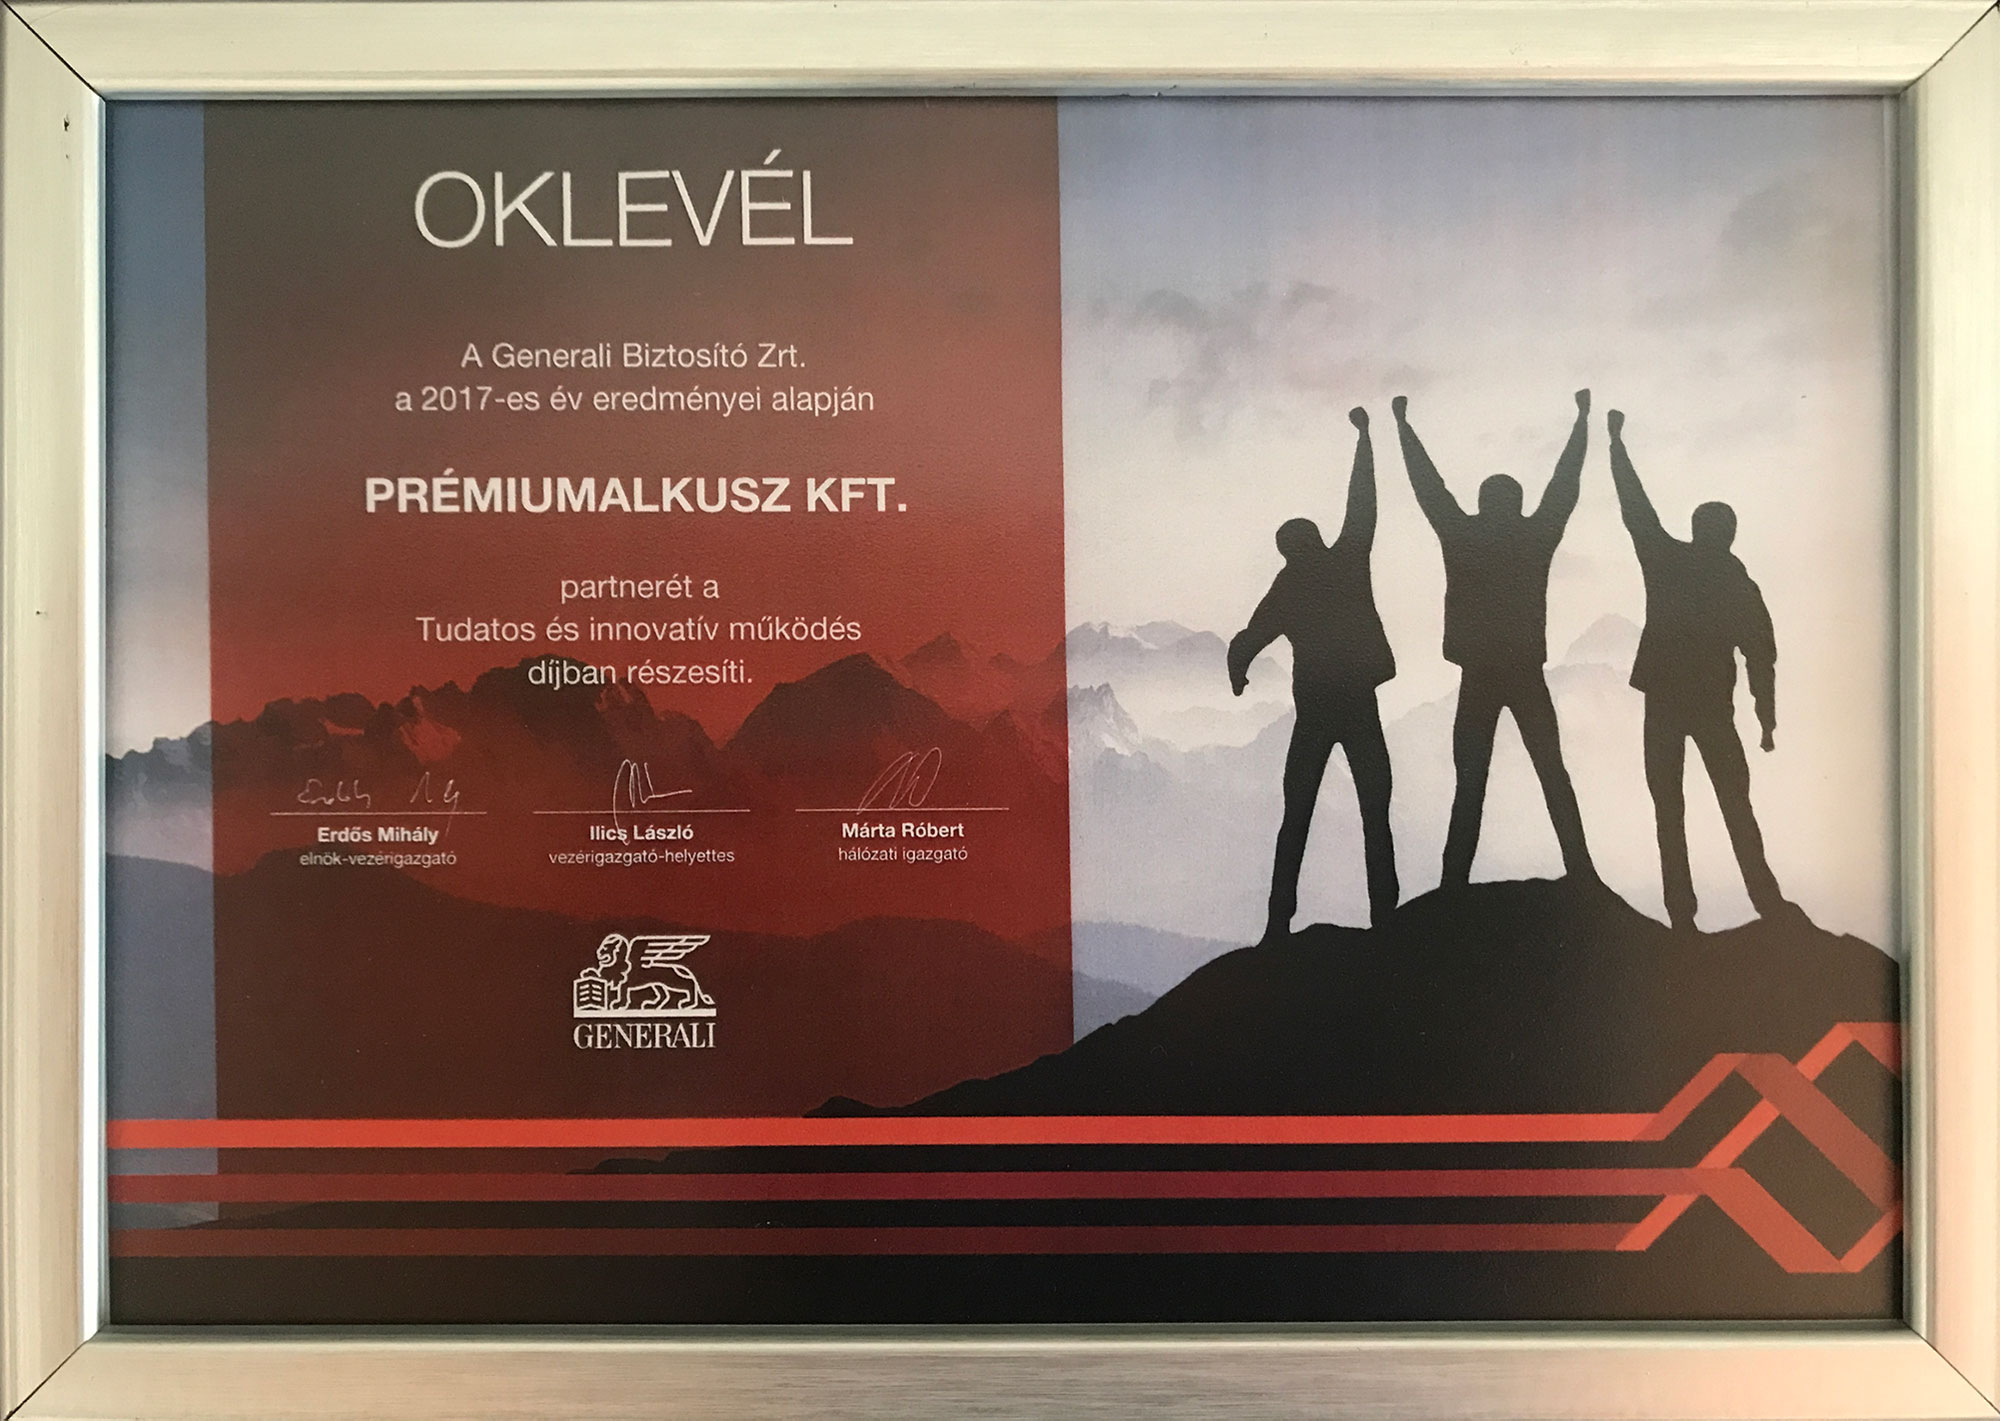 OKLEVÉL
A Generali Biztosító Zrt.
a 2017-es év eredményei alapján
PRÉMIUMALKUSZ KFT.
partnerét a
Tudatos és innovatív működés
díjban részesíti.
Erdős Mihály
elnök-vezérigazgató
Ilics László
vezérigazgató-helyettes
Márta Róbert
hálózati igazgató
GENERALI